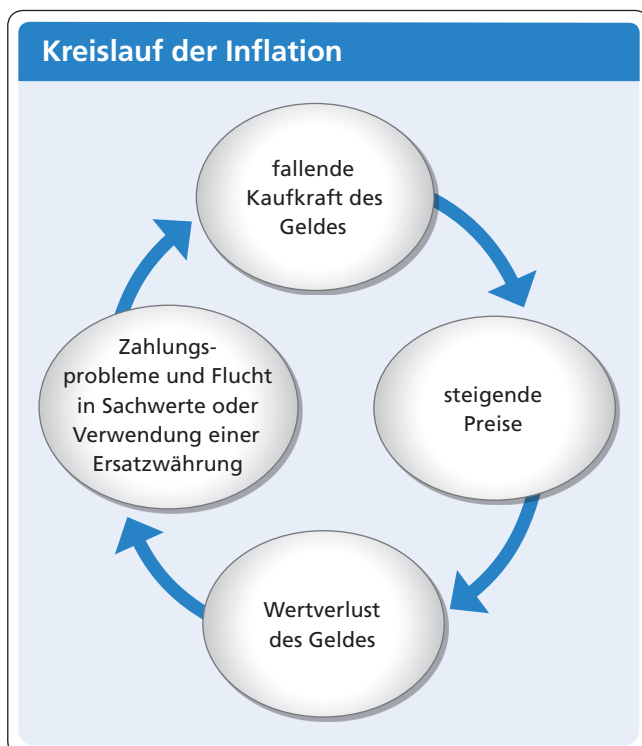 Kreislauf der Inflation
fallende
Kaufkraft des
Geldes
steigende
Preise
Wertverlust
des Geldes
Zahlungs-
probleme und Flucht
in Sachwerte oder
Verwendung einer
Ersatzwährung